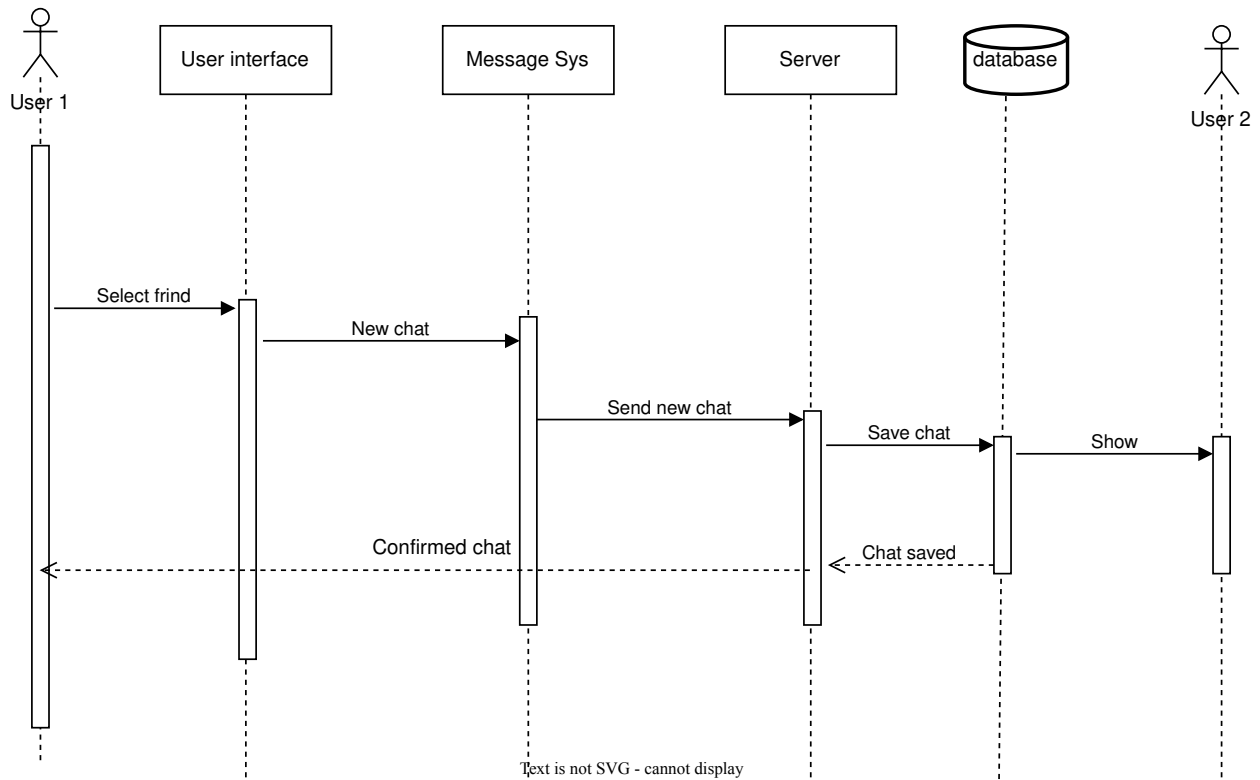 User 1
User interface
Message Sys
Server
database
User 2
Select frind
New chat
Send new chat
Save chat
Show
Confirmed chat
Chat saved
Text is not SVG - cannot display